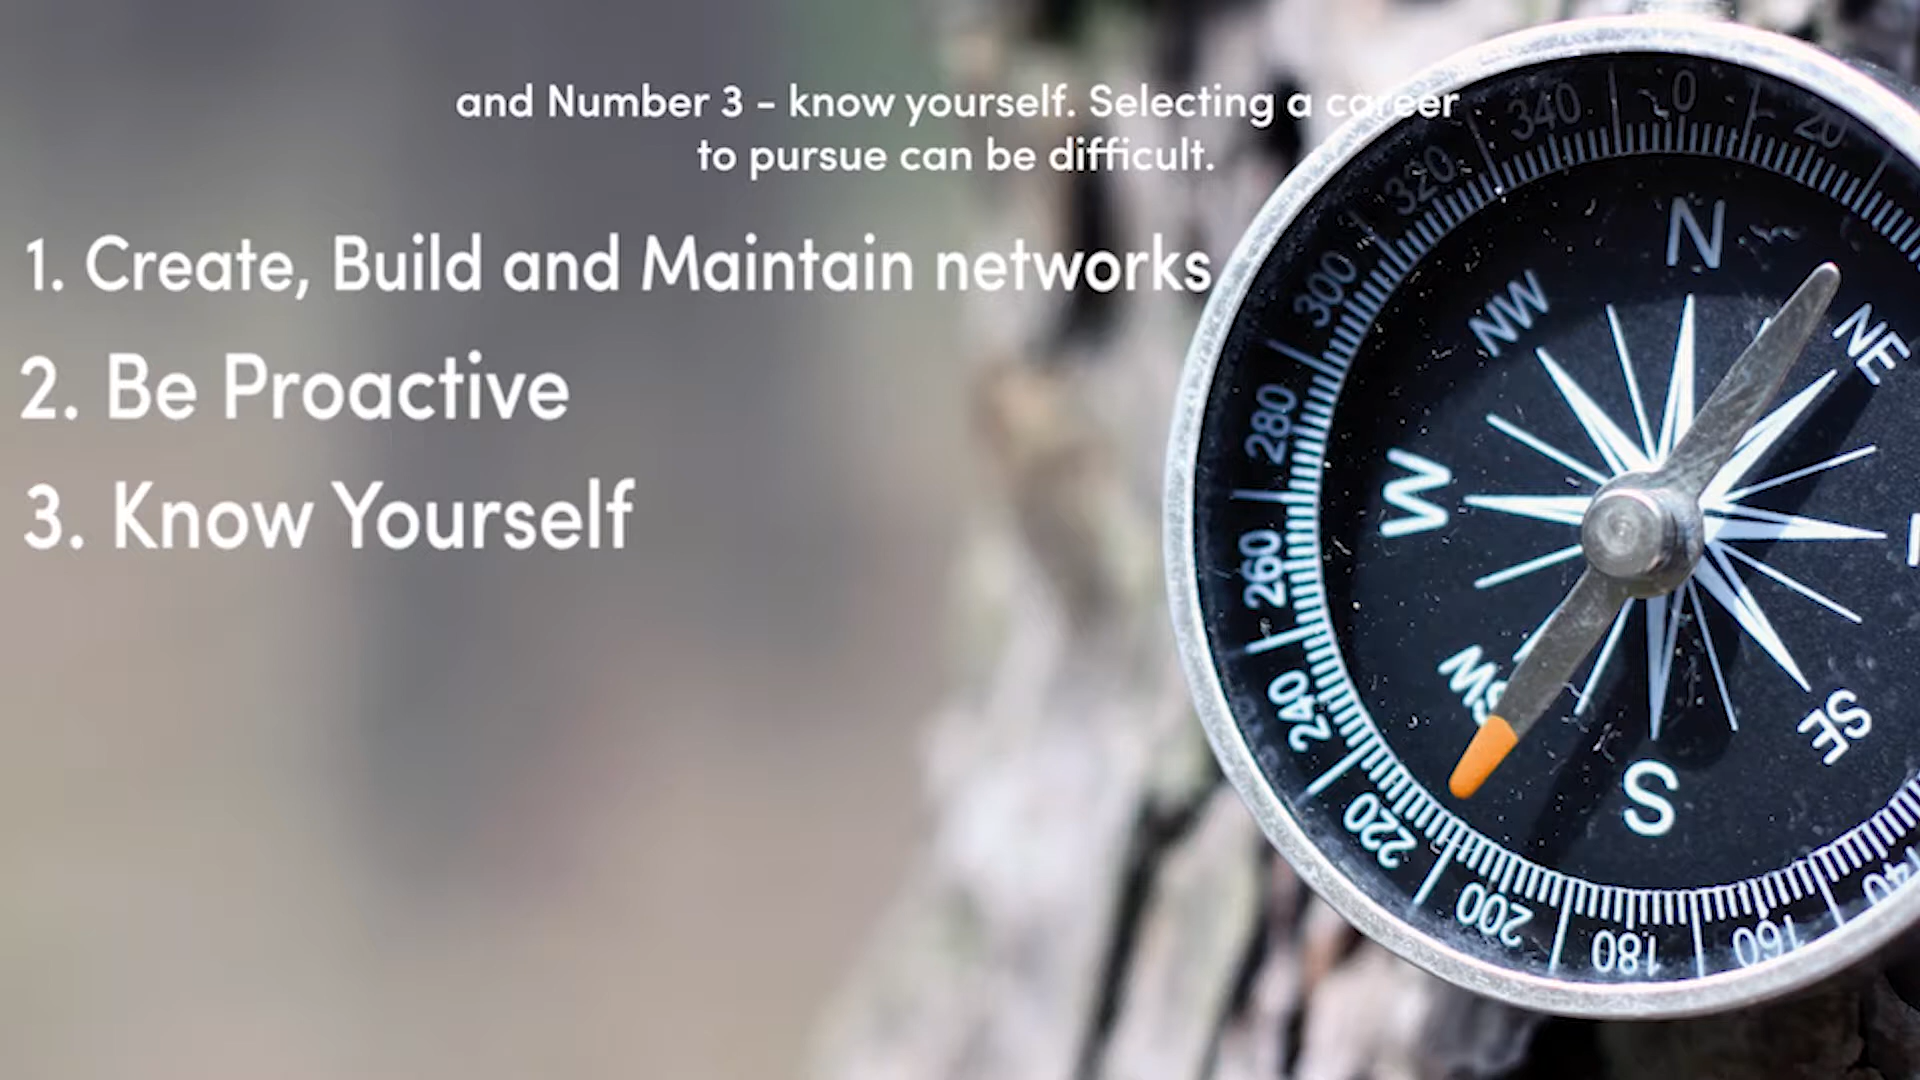 and Number 3 - know yourself. Selecting a career
to pursue can be difficult.
1. Create, Build and Maintain networks
2. Be Proactive
3. Know Yourself
340
0
20
320
N
300
NW
NE
280
W
260
SW
240
SE
S
220
200
180
160